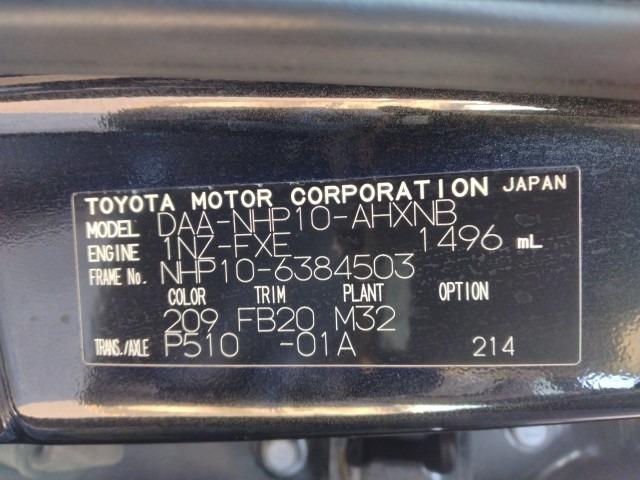 TOYOTA MOTOR CORPORATION JAPAN
MODEL DAA-NHP10-AHXNB
ENGINE 1NZ-FXE 1496 mL
FRAME No. NHP10-6384503
COLOR TRIM PLANT OPTION
209 FB20 M32
TRANS./AXLE P510 -01A 214